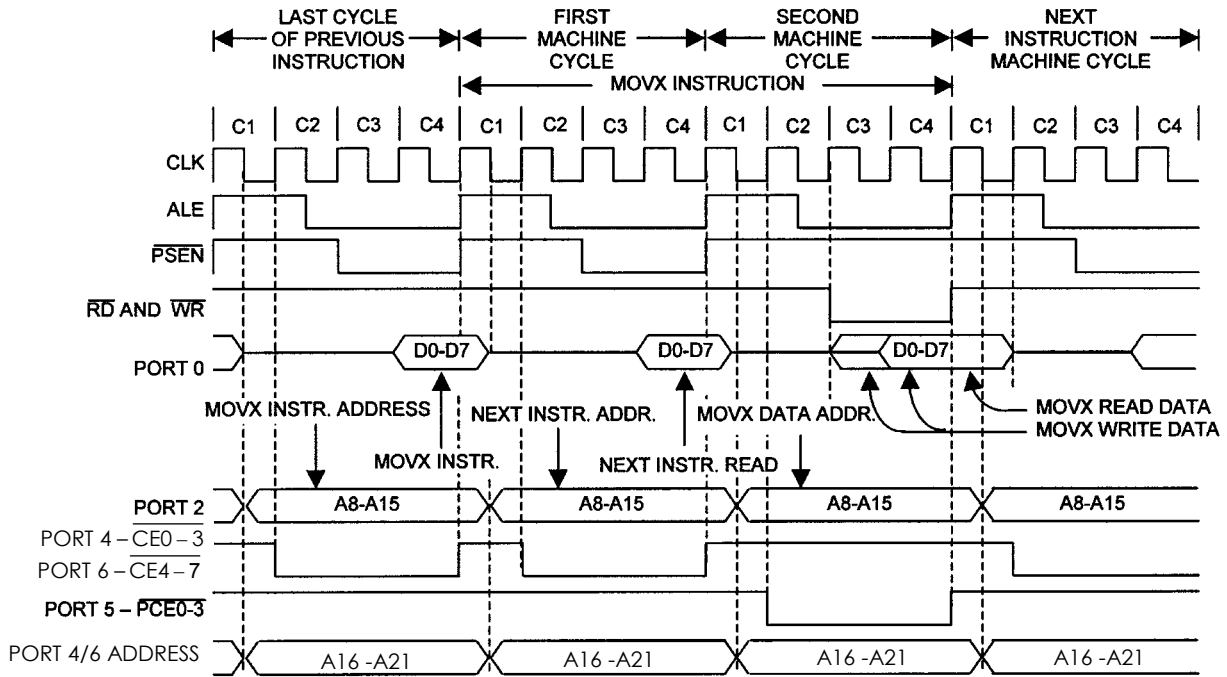 LAST CYCLE
OF PREVIOUS
INSTRUCTION
FIRST
MACHINE
CYCLE
SECOND
MACHINE
CYCLE
NEXT
INSTRUCTION
MACHINE CYCLE
MOVX INSTRUCTION
C1 C2 C3 C4 C1 C2 C3 C4 C1 C2 C3 C4 C1 C2 C3 C4
CLK
ALE
PSEN
RD AND WR
PORT 0
D0-D7
D0-D7
D0-D7
MOVX INSTR. ADDRESS
NEXT INSTR. ADDR.
MOVX DATA ADDR.
MOVX READ DATA
MOVX WRITE DATA
MOVX INSTR.
NEXT INSTR. READ
PORT 2
A8-A15
A8-A15
A8-A15
A8-A15
PORT 4 – CE0 – 3
PORT 6 – CE4 – 7
PORT 5 – PCE0-3
PORT 4/6 ADDRESS
A16 -A21
A16 -A21
A16 -A21
A16 -A21